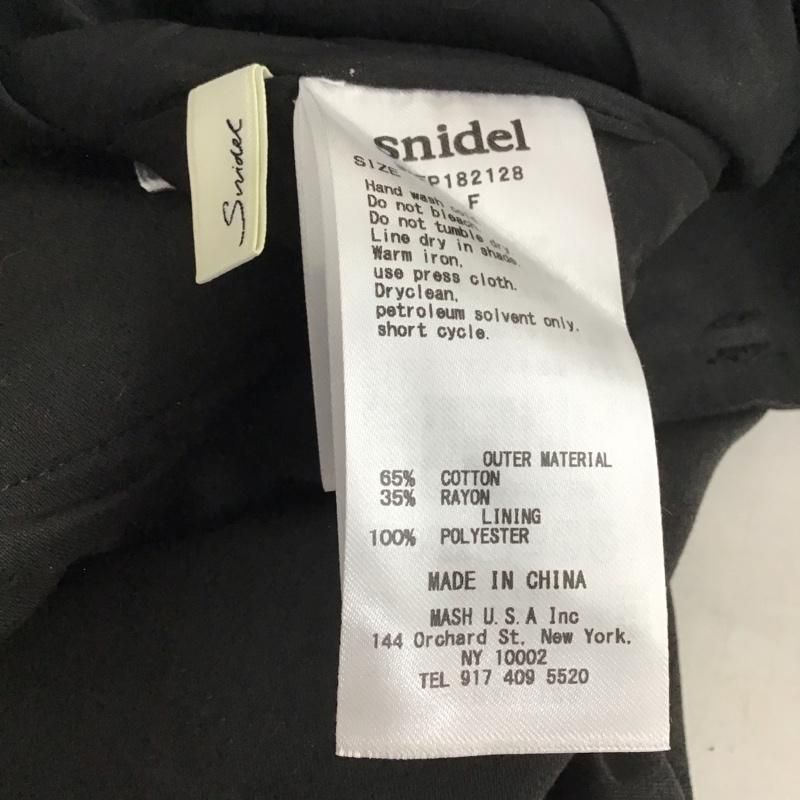 Snidel
snidel
P182128
SIZE F
Hand wash
Do not bleach
Do not tumble dry
Line dry in shade.
Warm iron,
use press cloth.
Dryclean,
petroleum solvent only.
short cycle.
OUTER MATERIAL
65% COTTON
35% RAYON
LINING
100% POLYESTER
MADE IN CHINA
MASH U.S.A Inc
144 Orchard St. New York.
NY 10002
TEL 917 409 5520